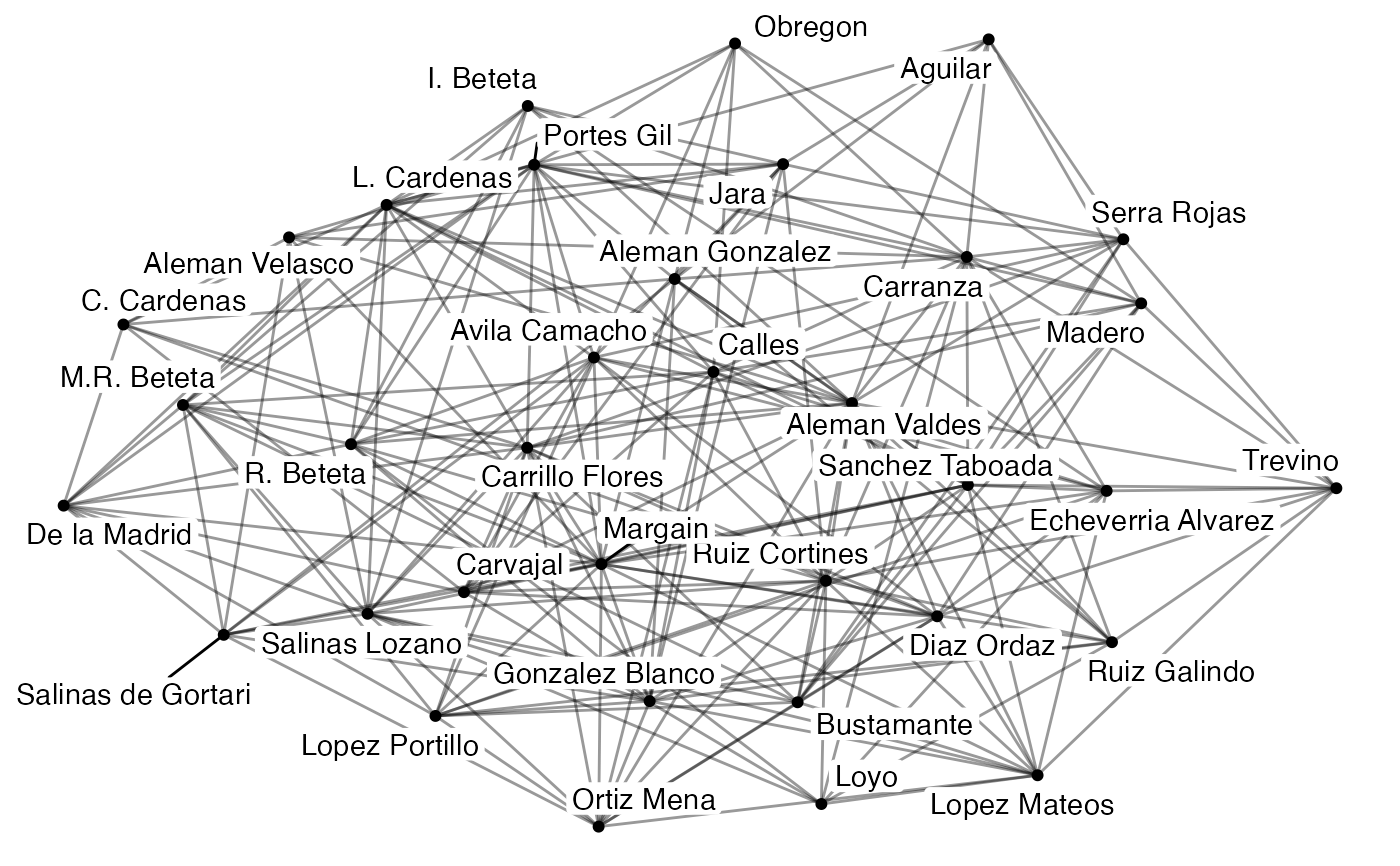 Obregon
Aguilar
I. Beteta
Portes Gil
L. Cardenas
Jara
Serra Rojas
Aleman Gonzalez
Aleman Velasco
Carranza
C. Cardenas
Avila Camacho
Madero
Calles
M.R. Beteta
Aleman Valdes
Trevino
Sanchez Taboada
R. Beteta
Carrillo Flores
Echeverria Alvarez
De la Madrid
Margain
Ruiz Cortines
Carvajal
Salinas Lozano
Diaz Ordaz
Ruiz Galindo
Gonzalez Blanco
Salinas de Gortari
Bustamante
Lopez Portillo
Loyo
Ortiz Mena
Lopez Mateos